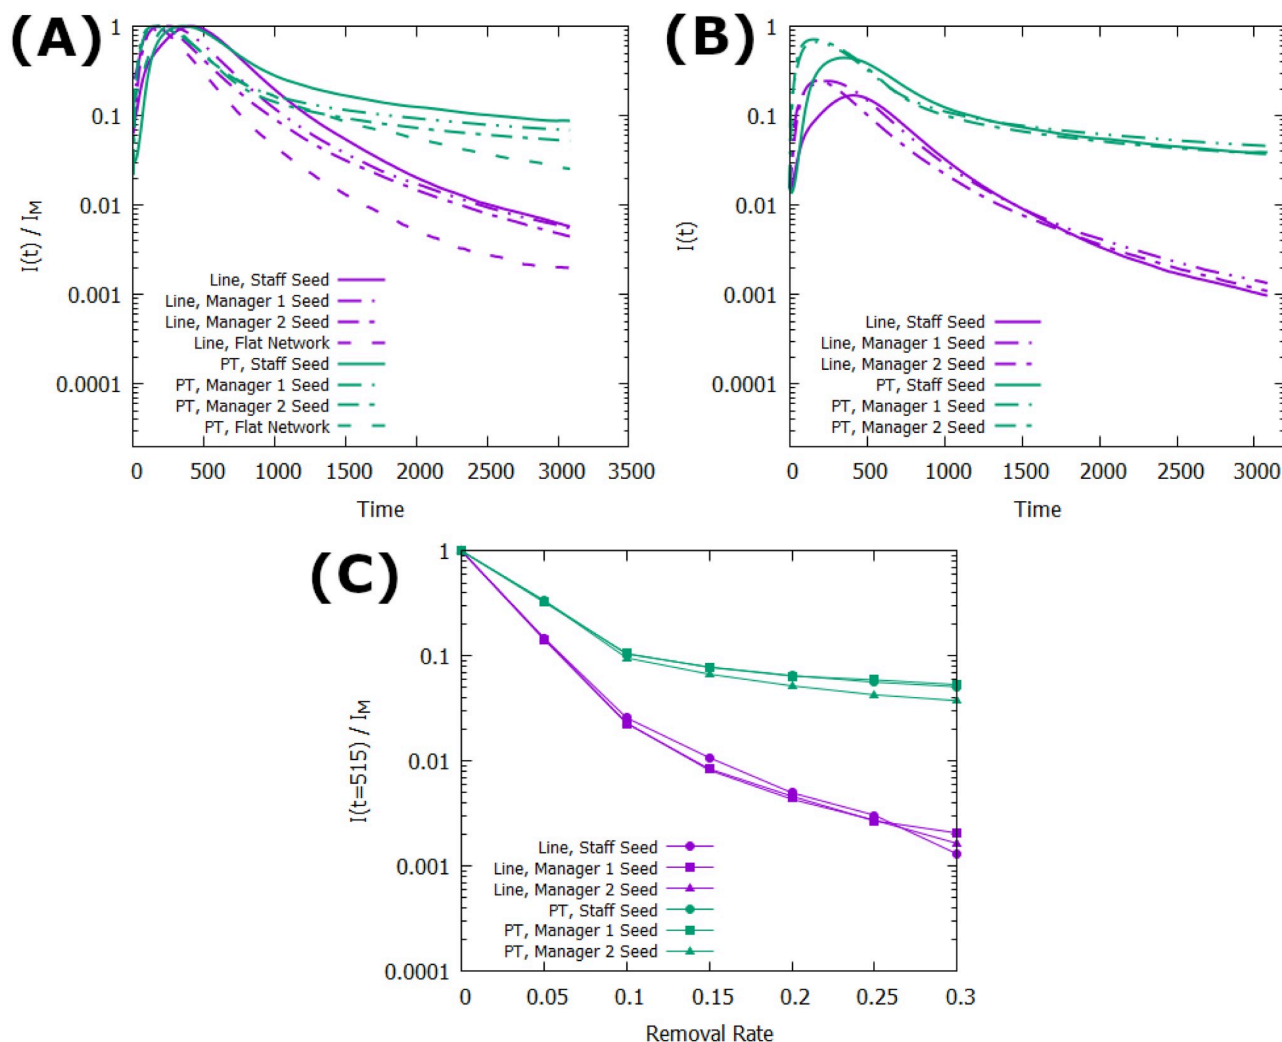 (A)
1
0.1
0.01
0.001
0.0001
I(t) / I_M
Line, Staff Seed
Line, Manager 1 Seed
Line, Manager 2 Seed
Line, Flat Network
PT, Staff Seed
PT, Manager 1 Seed
PT, Manager 2 Seed
PT, Flat Network
0 500 1000 1500 2000 2500 3000 3500
Time
(B)
1
0.1
0.01
0.001
0.0001
I(t)
Line, Staff Seed
Line, Manager 1 Seed
Line, Manager 2 Seed
PT, Staff Seed
PT, Manager 1 Seed
PT, Manager 2 Seed
0 500 1000 1500 2000 2500 3000
Time
(C)
1
0.1
0.01
0.001
0.0001
I(t=515) / I_M
Line, Staff Seed
Line, Manager 1 Seed
Line, Manager 2 Seed
PT, Staff Seed
PT, Manager 1 Seed
PT, Manager 2 Seed
0 0.05 0.1 0.15 0.2 0.25 0.3
Removal Rate